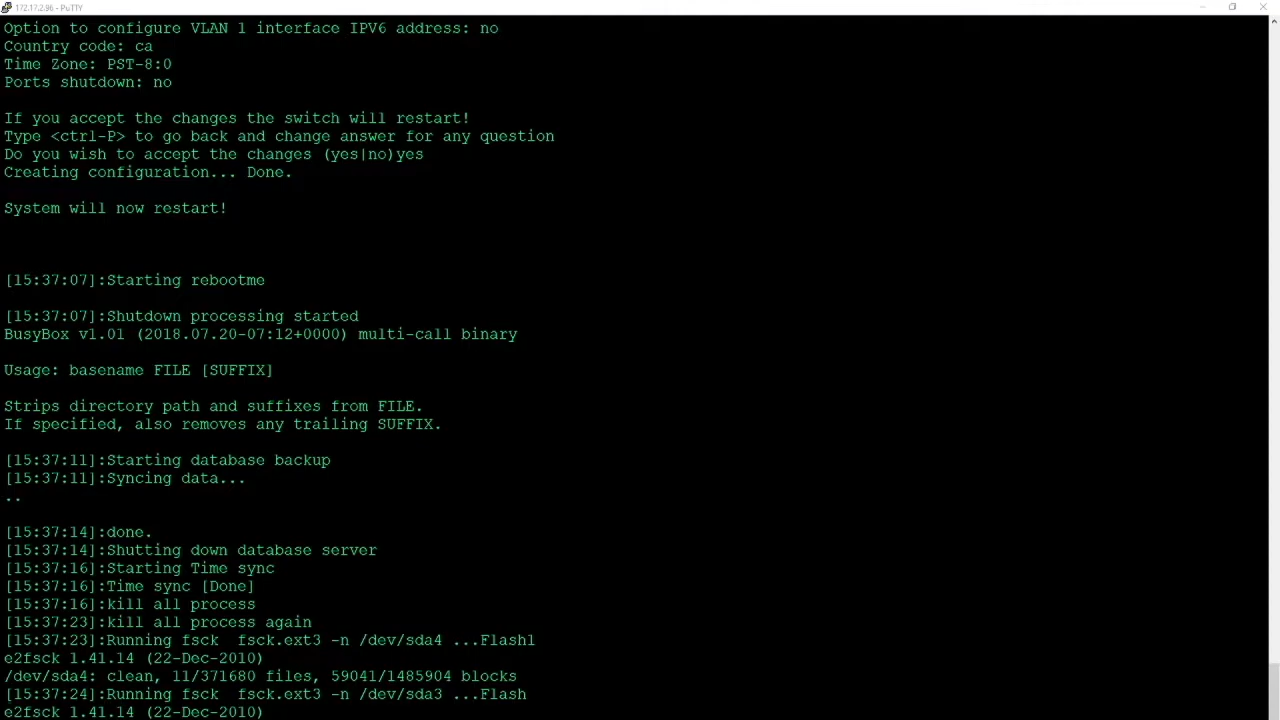 172.17.2.96 - PuTTY
Option to configure VLAN 1 interface IPV6 address: no
Country code: ca
Time Zone: PST-8:0
Ports shutdown: no
If you accept the changes the switch will restart!
Type <ctrl-P> to go back and change answer for any question
Do you wish to accept the changes (yes|no)yes
Creating configuration... Done.
System will now restart!
[15:37:07]:Starting rebootme
[15:37:07]:Shutdown processing started
BusyBox v1.01 (2018.07.20-07:12+0000) multi-call binary
Usage: basename FILE [SUFFIX]
Strips directory path and suffixes from FILE.
If specified, also removes any trailing SUFFIX.
[15:37:11]:Starting database backup
[15:37:11]:Syncing data...
..
[15:37:14]:done.
[15:37:14]:Shutting down database server
[15:37:16]:Starting Time sync
[15:37:16]:Time sync [Done]
[15:37:16]:kill all process
[15:37:23]:kill all process again
[15:37:23]:Running fsck  fsck.ext3 -n /dev/sda4 ...Flash1
e2fsck 1.41.14 (22-Dec-2010)
/dev/sda4: clean, 11/371680 files, 59041/1485904 blocks
[15:37:24]:Running fsck  fsck.ext3 -n /dev/sda3 ...Flash
e2fsck 1.41.14 (22-Dec-2010)